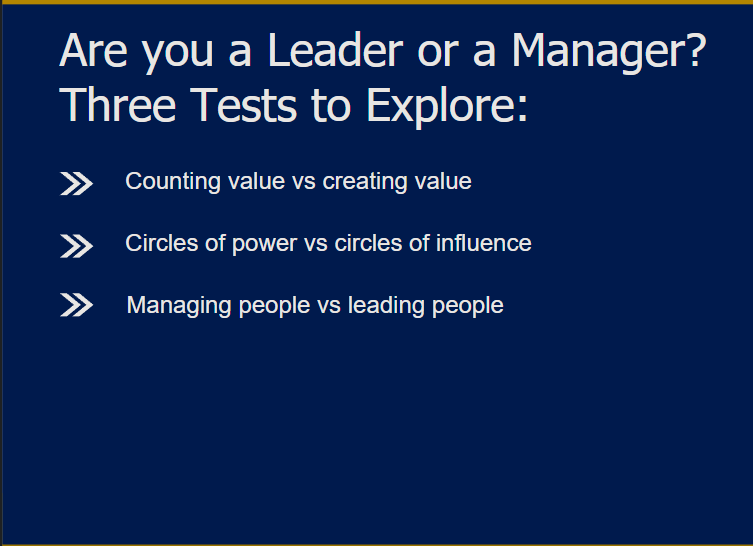 Are you a Leader or a Manager?
Three Tests to Explore:
Counting value vs creating value
Circles of power vs circles of influence
Managing people vs leading people